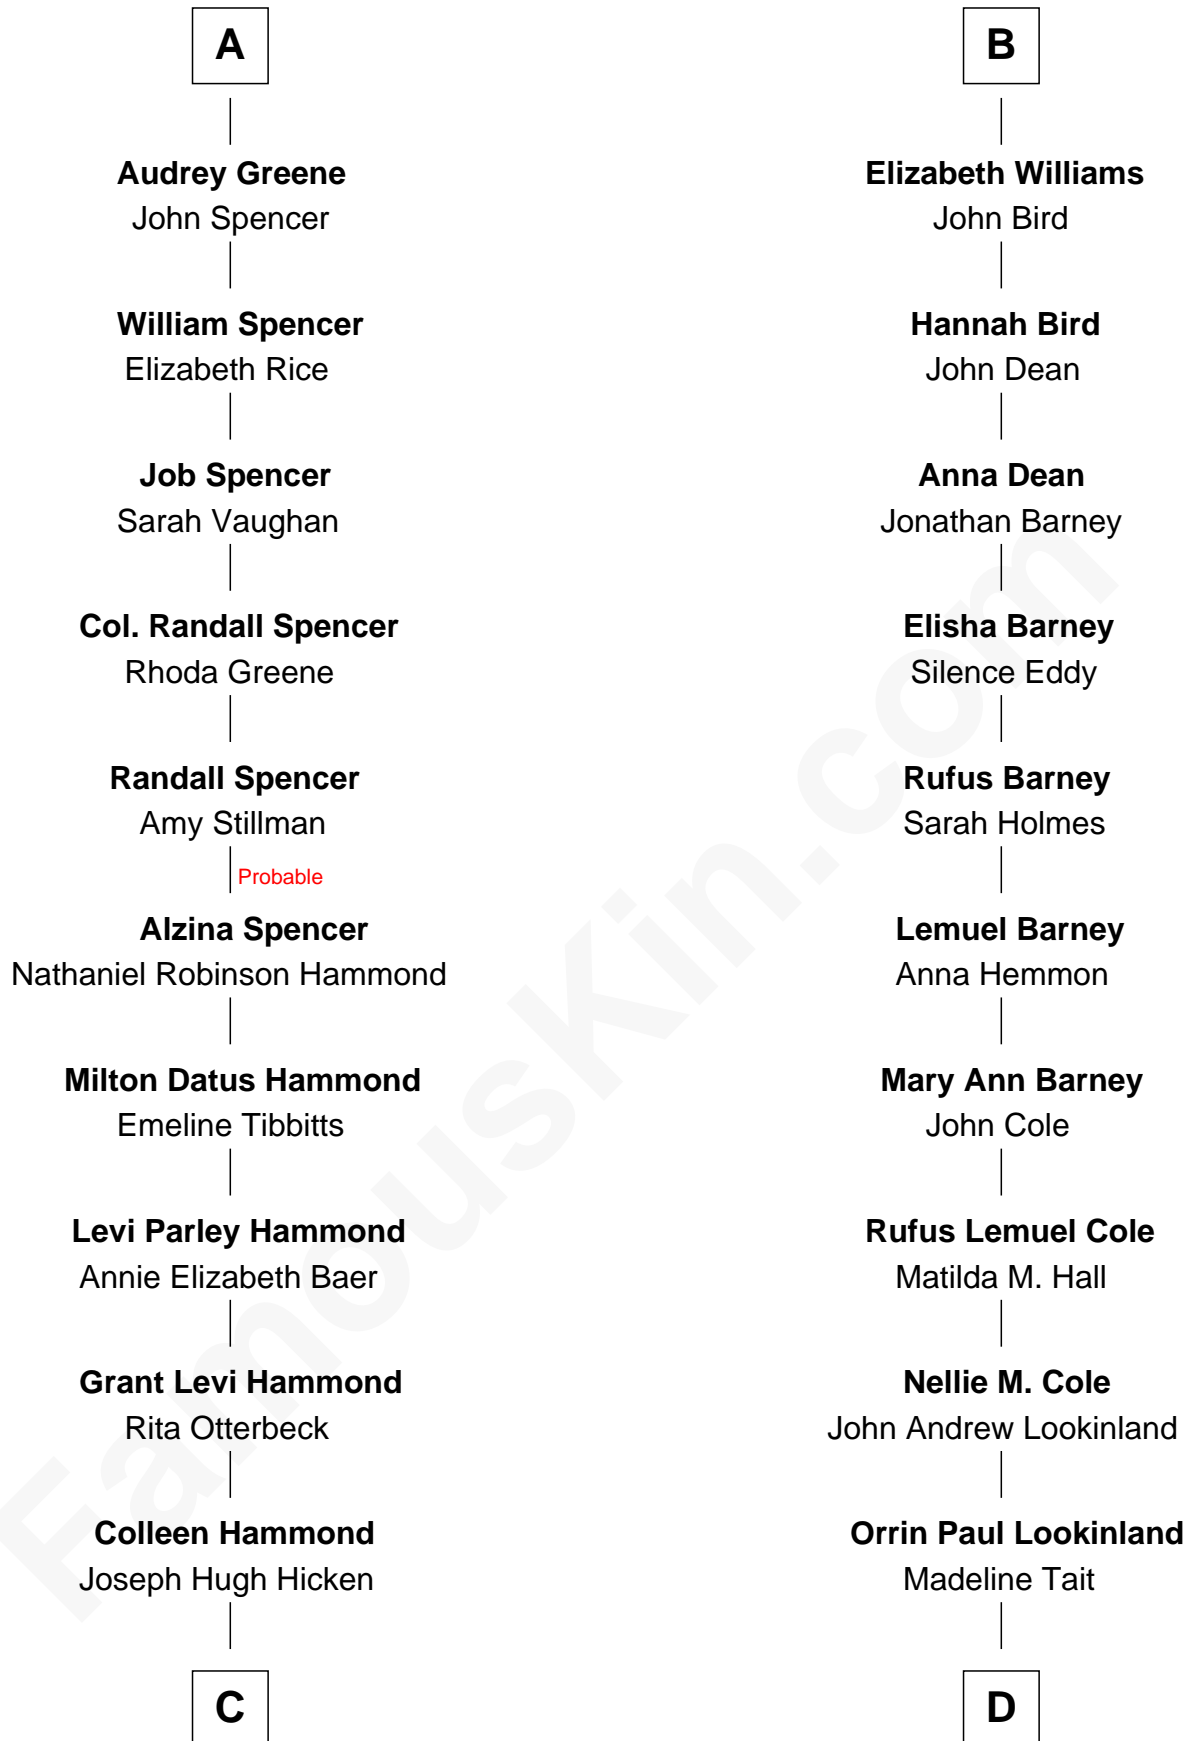 A
Audrey Greene
John Spencer
William Spencer
Elizabeth Rice
Job Spencer
Sarah Vaughan
Col. Randall Spencer
Rhoda Greene
Randall Spencer
Amy Stillman
Probable
Alzina Spencer
Nathaniel Robinson Hammond
Milton Datus Hammond
Emeline Tibbitts
Levi Parley Hammond
Annie Elizabeth Baer
Grant Levi Hammond
Rita Otterbeck
Colleen Hammond
Joseph Hugh Hicken
C
B
Elizabeth Williams
John Bird
Hannah Bird
John Dean
Anna Dean
Jonathan Barney
Elisha Barney
Silence Eddy
Rufus Barney
Sarah Holmes
Lemuel Barney
Anna Hemmon
Mary Ann Barney
John Cole
Rufus Lemuel Cole
Matilda M. Hall
Nellie M. Cole
John Andrew Lookinland
Orrin Paul Lookinland
Madeline Tait
D
FamousKin.com